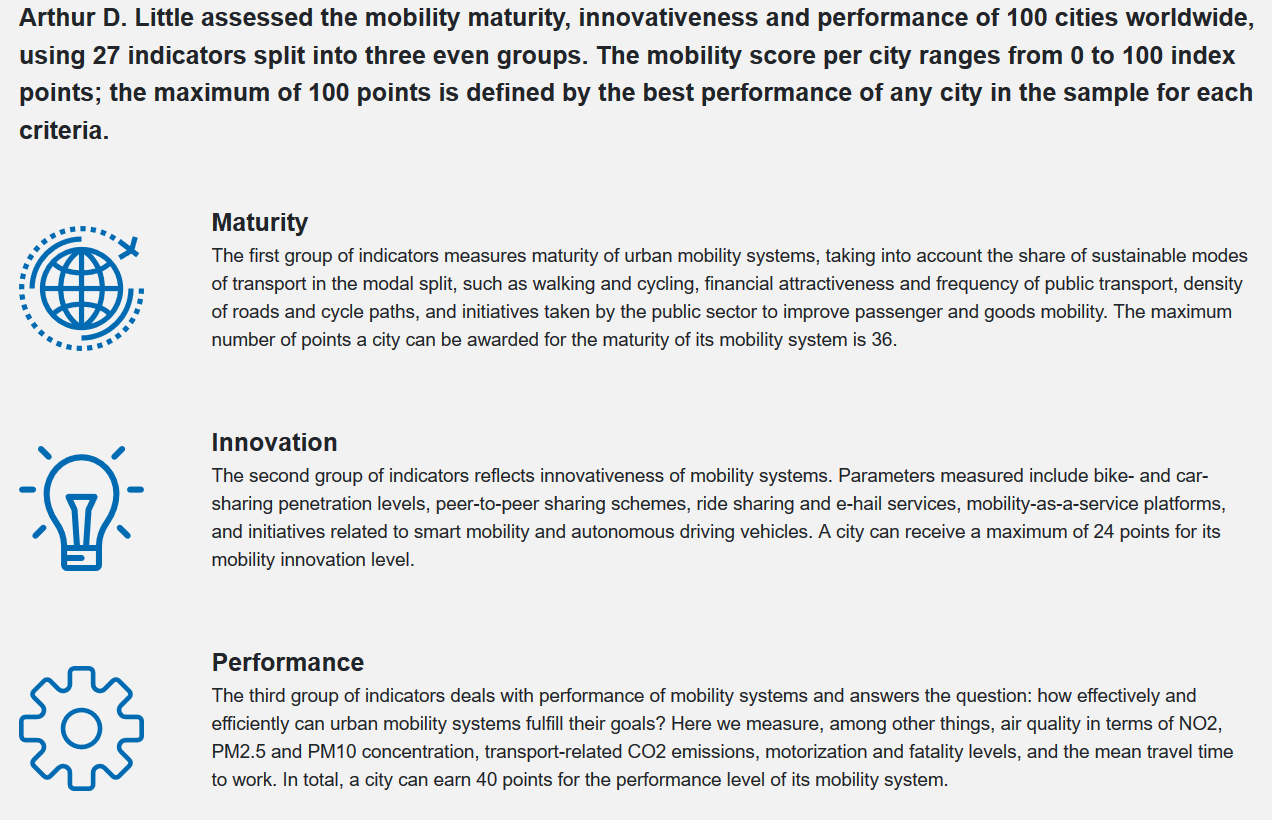 Arthur D. Little assessed the mobility maturity, innovativeness and performance of 100 cities worldwide,
using 27 indicators split into three even groups. The mobility score per city ranges from 0 to 100 index
points; the maximum of 100 points is defined by the best performance of any city in the sample for each
criteria.
Maturity
The first group of indicators measures maturity of urban mobility systems, taking into account the share of sustainable modes
of transport in the modal split, such as walking and cycling, financial attractiveness and frequency of public transport, density
of roads and cycle paths, and initiatives taken by the public sector to improve passenger and goods mobility. The maximum
number of points a city can be awarded for the maturity of its mobility system is 36.
Innovation
The second group of indicators reflects innovativeness of mobility systems. Parameters measured include bike- and car-
sharing penetration levels, peer-to-peer sharing schemes, ride sharing and e-hail services, mobility-as-a-service platforms,
and initiatives related to smart mobility and autonomous driving vehicles. A city can receive a maximum of 24 points for its
mobility innovation level.
Performance
The third group of indicators deals with performance of mobility systems and answers the question: how effectively and
efficiently can urban mobility systems fulfill their goals? Here we measure, among other things, air quality in terms of NO2,
PM2.5 and PM10 concentration, transport-related CO2 emissions, motorization and fatality levels, and the mean travel time
to work. In total, a city can earn 40 points for the performance level of its mobility system.